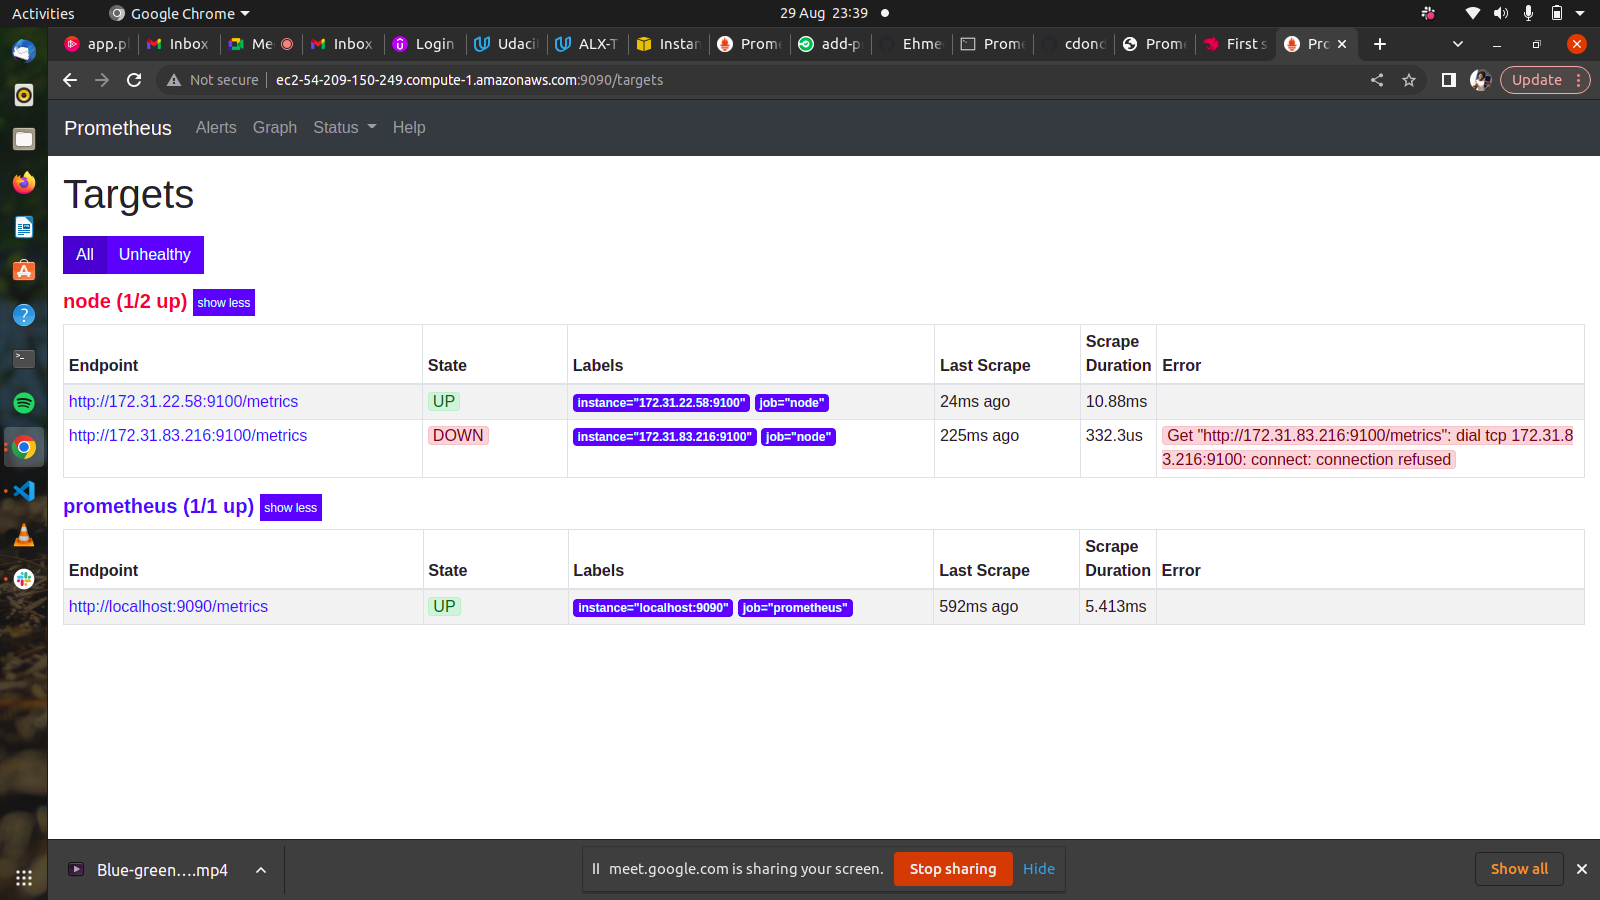 Activities
Google Chrome
29 Aug 23:39
app.p
Inbox
Me
Inbox
Login
Udaci
ALX-T
Instan
Prome
add-p
Ehme
Prome
cdond
Prome
First s
Pro
Not secure
ec2-54-209-150-249.compute-1.amazonaws.com:9090/targets
Update
Prometheus
Alerts
Graph
Status
Help
Targets
All
Unhealthy
node (1/2 up)
show less
Endpoint
State
Labels
Last Scrape
Scrape
Duration
Error
http://172.31.22.58:9100/metrics
UP
instance="172.31.22.58:9100"
job="node"
24ms ago
10.88ms
http://172.31.83.216:9100/metrics
DOWN
instance="172.31.83.216:9100"
job="node"
225ms ago
332.3us
Get "http://172.31.83.216:9100/metrics": dial tcp 172.31.8
3.216:9100: connect: connection refused
prometheus (1/1 up)
show less
Endpoint
State
Labels
Last Scrape
Scrape
Duration
Error
http://localhost:9090/metrics
UP
instance="localhost:9090"
job="prometheus"
592ms ago
5.413ms
Blue-green....mp4
meet.google.com is sharing your screen.
Stop sharing
Hide
Show all